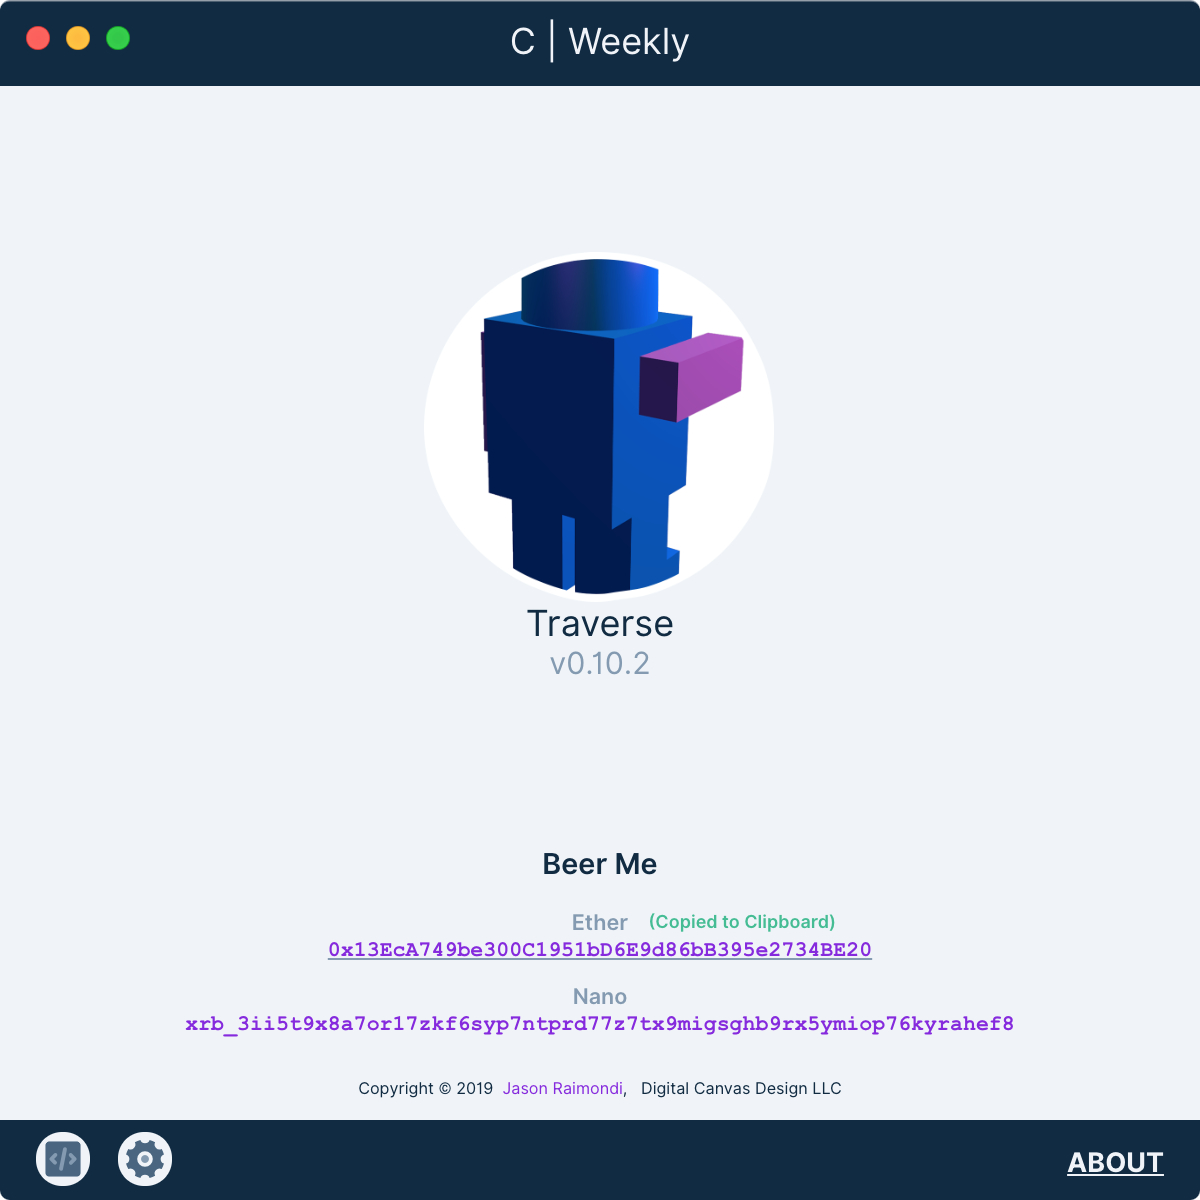 C | Weekly
Traverse
v0.10.2
Beer Me
Ether (Copied to Clipboard)
0x13EcA749be300C1951bD6E9d86bB395e2734BE20
Nano
xrb_3ii5t9x8a7or17zkf6syp7ntprd77z7tx9migsghb9rx5ymiop76kyrahef8
Copyright © 2019 Jason Raimondi, Digital Canvas Design LLC
</> ABOUT